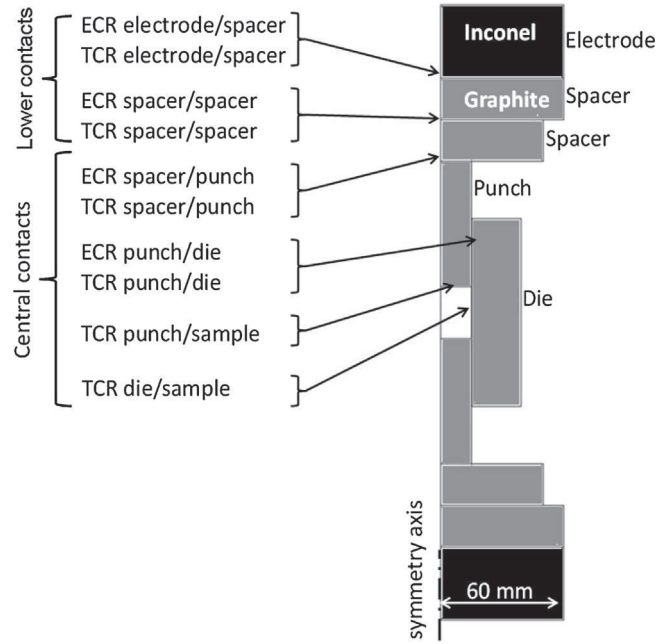 Lower contacts
ECR electrode/spacer
TCR electrode/spacer
ECR spacer/spacer
TCR spacer/spacer
Central contacts
ECR spacer/punch
TCR spacer/punch
ECR punch/die
TCR punch/die
TCR punch/sample
TCR die/sample
Inconel
Electrode
Graphite
Spacer
Spacer
Punch
Die
symmetry axis
60 mm